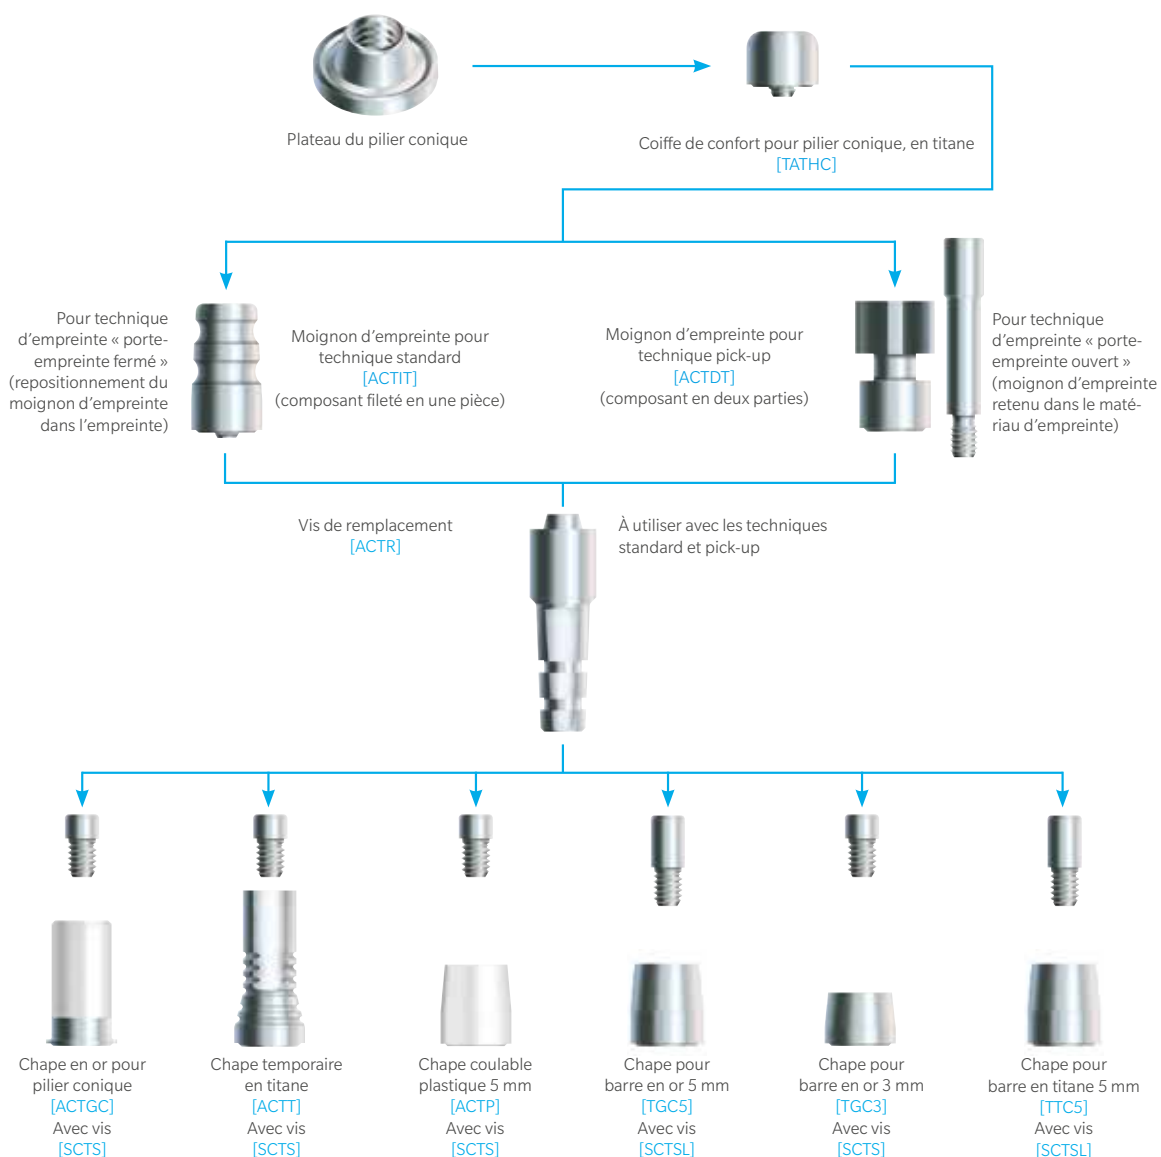 Plateau du pilier conique
Coiffe de confort pour pilier conique, en titane
[TATHC]
Pour technique
d’empreinte « porte-
empreinte fermé »
(repositionnement du
moignon d’empreinte
dans l’empreinte)
Moignon d’empreinte pour
technique standard
[ACTIT]
(composant fileté en une pièce)
Moignon d’empreinte pour
technique pick-up
[ACTDT]
(composant en deux parties)
Pour technique
d’empreinte « porte-
empreinte ouvert »
(moignon d’empreinte
retenu dans le maté-
riau d’empreinte)
Vis de remplacement
[ACTR]
À utiliser avec les techniques
standard et pick-up
Chape en or pour
pilier conique
[ACTGC]
Avec vis
[SCTS]
Chape temporaire
en titane
[ACTT]
Avec vis
[SCTS]
Chape coulable
plastique 5 mm
[ACTP]
Avec vis
[SCTS]
Chape pour
barre en or 5 mm
[TGC5]
Avec vis
[SCTSL]
Chape pour
barre en or 3 mm
[TGC3]
Avec vis
[SCTS]
Chape pour
barre en titane 5 mm
[TTC5]
Avec vis
[SCTSL]